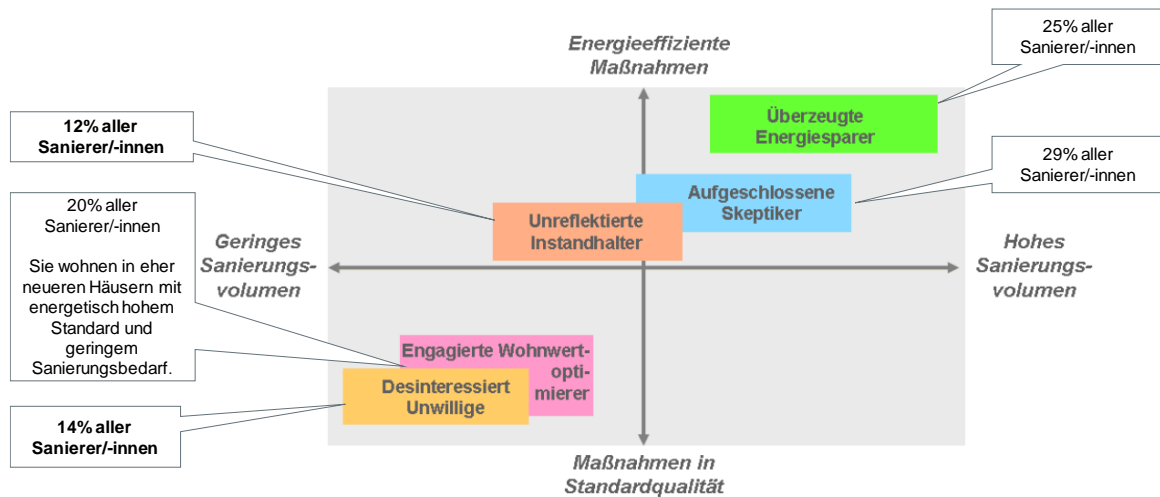 Energieeffiziente
Maßnahmen
25% aller
Sanierer/-innen
Überzeugte
Energiesparer
12% aller
Sanierer/-innen
29% aller
Sanierer/-innen
Aufgeschlossene
Skeptiker
20% aller
Sanierer/-innen
Sie wohnen in eher
neueren Häusern mit
energetisch hohem
Standard und
geringem
Sanierungsbedarf.
Unreflektierte
Instandhalter
Geringes
Sanierungs-
volumen
Hohes
Sanierungs-
volumen
Engagierte Wohnwert-
opti-
mierer
Desinteressiert
Unwillige
14% aller
Sanierer/-innen
Maßnahmen in
Standardqualität